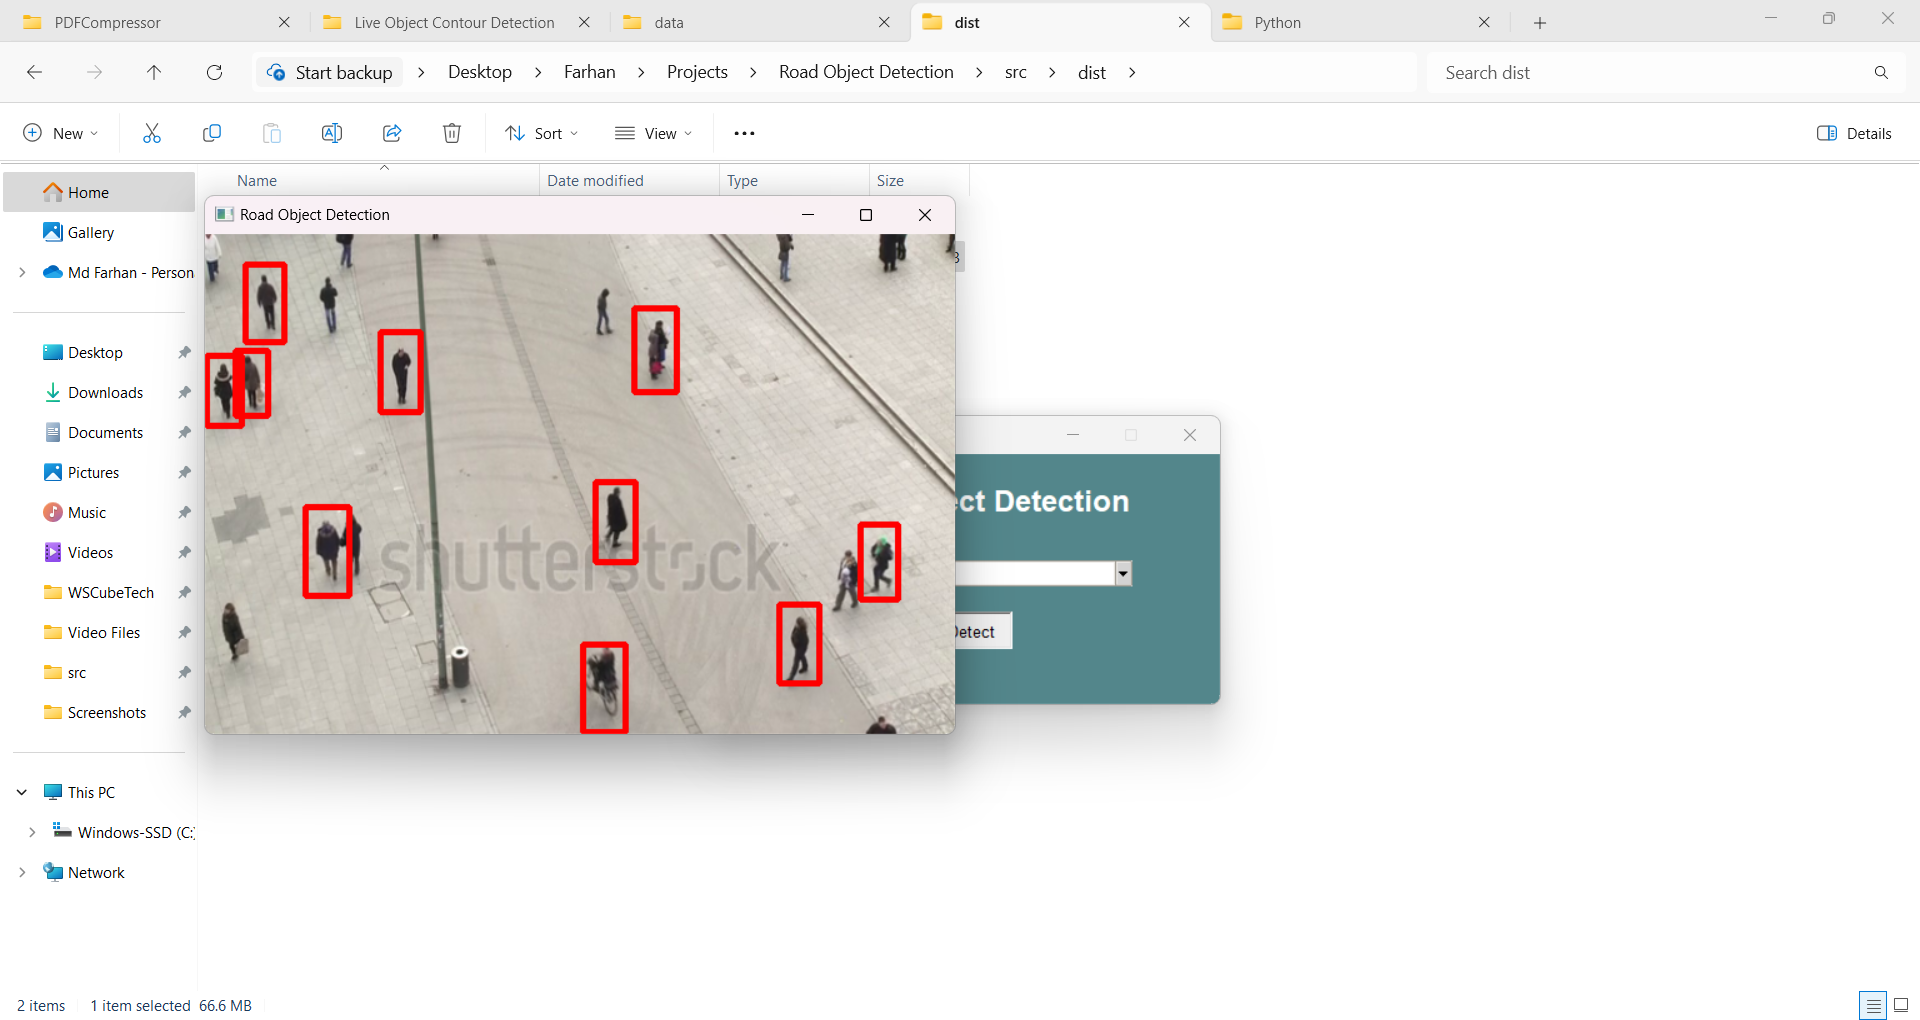 PDFCompressor
Live Object Contour Detection
data
dist
Python
Start backup
Desktop
Farhan
Projects
Road Object Detection
src
dist
Search dist
New
Sort
View
Details
Name
Date modified
Type
Size
Home
Gallery
Md Farhan - Person
Desktop
Downloads
Documents
Pictures
Music
Videos
WSCubeTech
Video Files
src
Screenshots
This PC
Windows-SSD (C:)
Network
Road Object Detection
shutterstock
ect Detection
Detect
2 items
1 item selected 66.6 MB